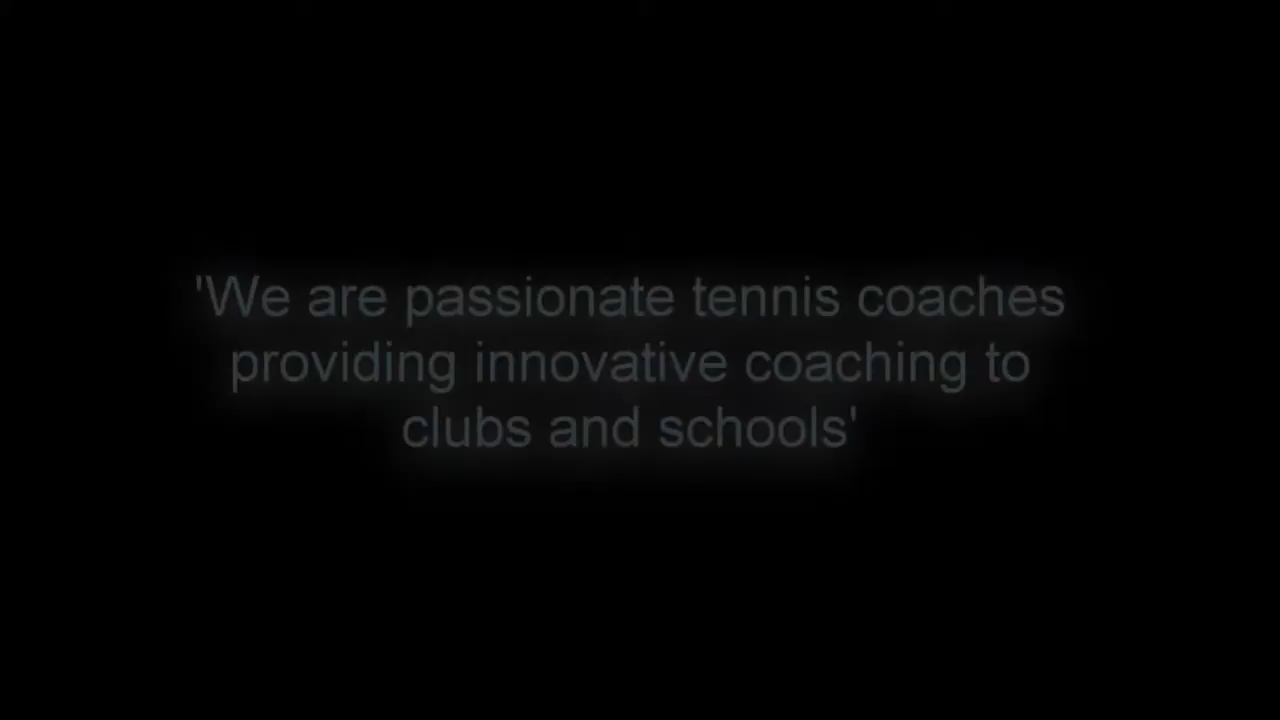 'We are passionate tennis coaches
providing innovative coaching to
clubs and schools'